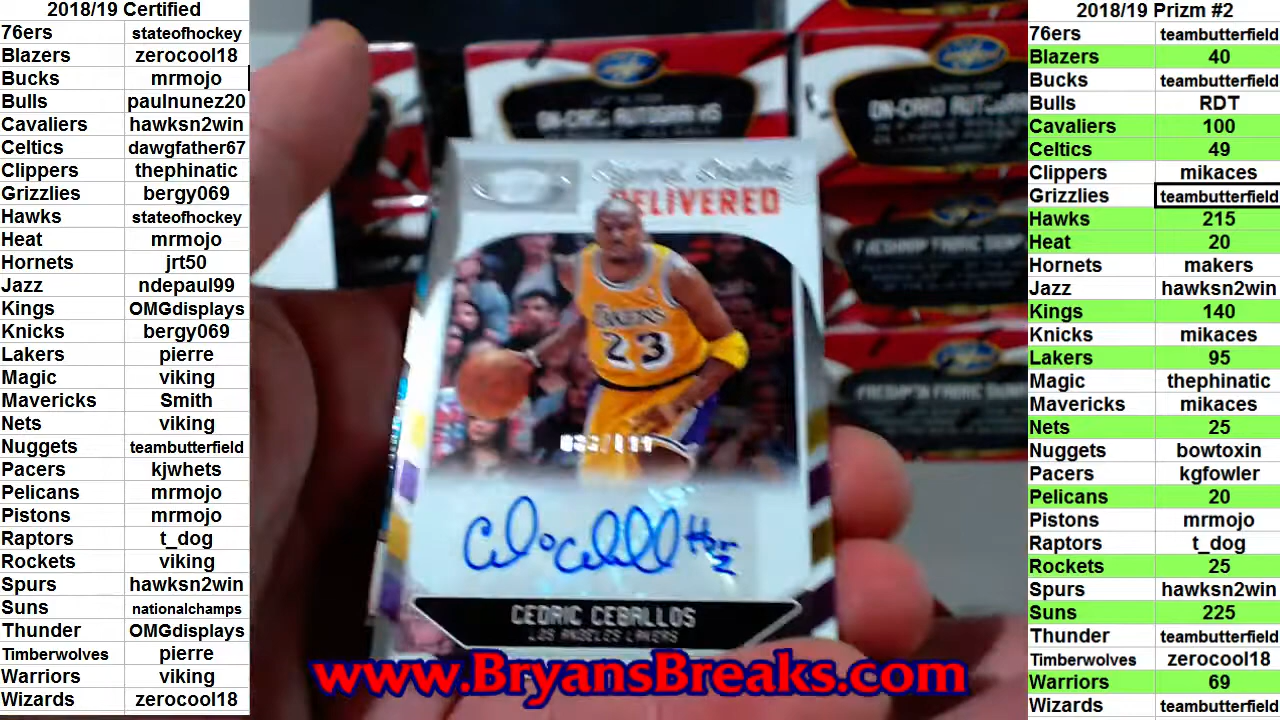 2018/19 Certified
76ers stateofhockey
Blazers zerocool18
Bucks mrmojo
Bulls paulnunez20
Cavaliers hawksn2win
Celtics dawgfather67
Clippers thephinatic
Grizzlies bergy069
Hawks stateofhockey
Heat mrmojo
Hornets jrt50
Jazz ndepaul99
Kings OMGdisplays
Knicks bergy069
Lakers pierre
Magic viking
Mavericks Smith
Nets viking
Nuggets teambutterfield
Pacers kjwhets
Pelicans mrmojo
Pistons mrmojo
Raptors t_dog
Rockets viking
Spurs hawksn2win
Suns nationalchamps
Thunder OMGdisplays
Timberwolves pierre
Warriors viking
Wizards zerocool18
ON-CARD AUTOGRAPHS
ON-CARD AUTOGRAPHS
DELIVERED
LAKERS
23
CEDRIC CEBALLOS
LOS ANGELES LAKERS
www.BryansBreaks.com
2018/19 Prizm #2
76ers teambutterfield
Blazers 40
Bucks teambutterfield
Bulls RDT
Cavaliers 100
Celtics 49
Clippers mikaces
Grizzlies teambutterfield
Hawks 215
Heat 20
Hornets makers
Jazz hawksn2win
Kings 140
Knicks mikaces
Lakers 95
Magic thephinatic
Mavericks mikaces
Nets 25
Nuggets bowtoxin
Pacers kgfowler
Pelicans 20
Pistons mrmojo
Raptors t_dog
Rockets 25
Spurs hawksn2win
Suns 225
Thunder teambutterfield
Timberwolves zerocool18
Warriors 69
Wizards teambutterfield